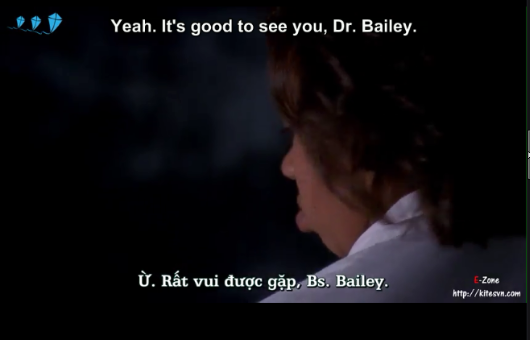 Yeah. It's good to see you, Dr. Bailey.
Ừ. Rất vui được gặp, Bs. Bailey.
E-Zone
http://kitesvn.com